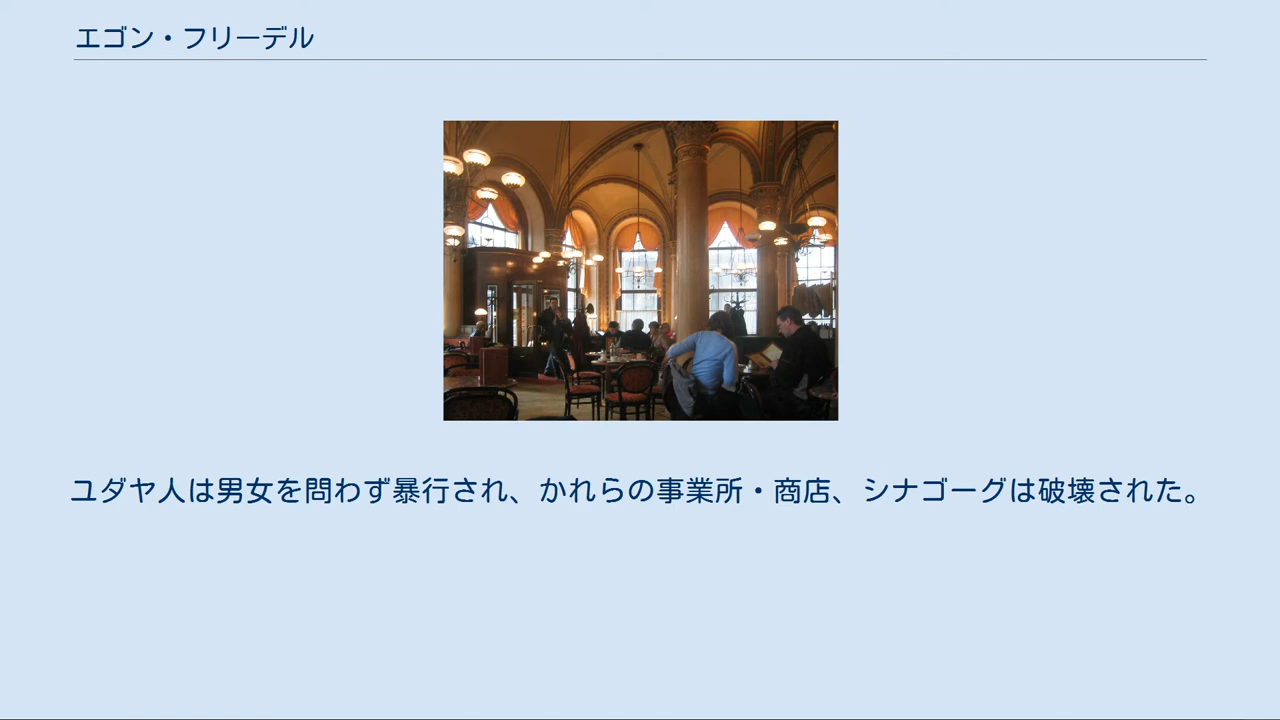 エゴン・フリーデル
ユダヤ人は男女を問わず暴行され、かれらの事業所・商店、シナゴーグは破壊された。